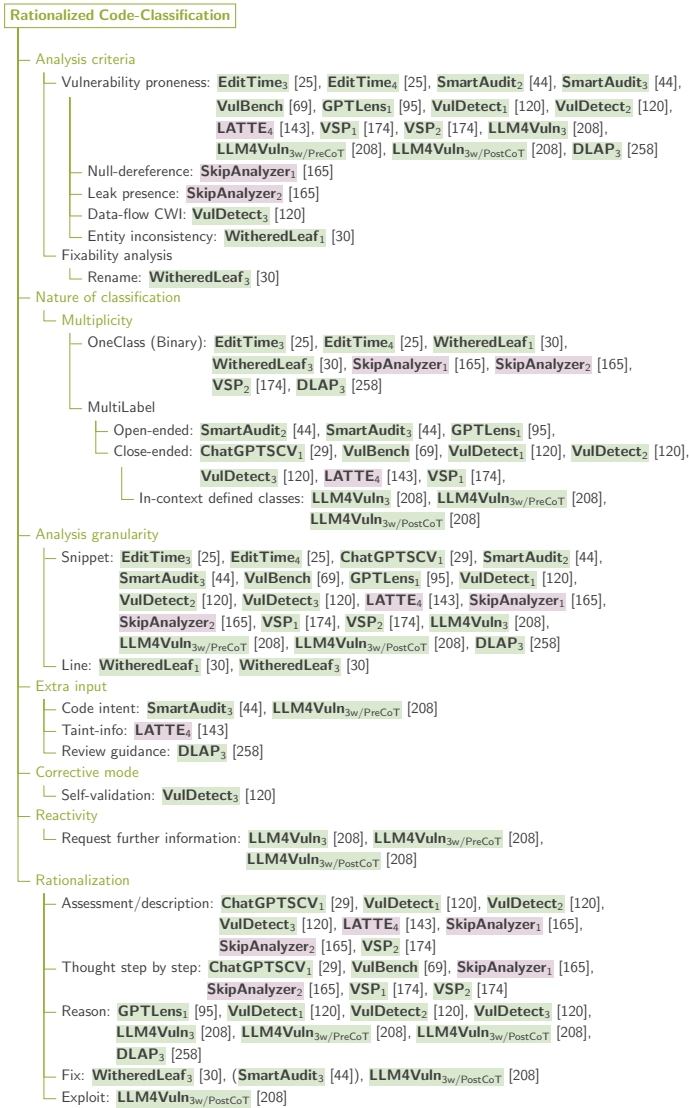 Rationalized Code-Classification
Analysis criteria
Vulnerability proneness: EditTime3 [25], EditTime4 [25], SmartAudit2 [44], SmartAudit3 [44],
VulBench [69], GPTLens1 [95], VulDetect1 [120], VulDetect2 [120],
LATTE4 [143], VSP1 [174], VSP2 [174], LLM4Vuln3 [208],
LLM4Vuln3w/PreCoT [208], LLM4Vuln3w/PostCoT [208], DLAP3 [258]
Null-dereference: SkipAnalyzer1 [165]
Leak presence: SkipAnalyzer2 [165]
Data-flow CWI: VulDetect3 [120]
Entity inconsistency: WitheredLeaf1 [30]
Fixability analysis
Rename: WitheredLeaf3 [30]
Nature of classification
Multiplicity
OneClass (Binary): EditTime3 [25], EditTime4 [25], WitheredLeaf1 [30],
WitheredLeaf3 [30], SkipAnalyzer1 [165], SkipAnalyzer2 [165],
VSP2 [174], DLAP3 [258]
MultiLabel
Open-ended: SmartAudit2 [44], SmartAudit3 [44], GPTLens1 [95],
Close-ended: ChatGPTSCV1 [29], VulBench [69], VulDetect1 [120], VulDetect2 [120],
VulDetect3 [120], LATTE4 [143], VSP1 [174],
In-context defined classes: LLM4Vuln3 [208], LLM4Vuln3w/PreCoT [208],
LLM4Vuln3w/PostCoT [208]
Analysis granularity
Snippet: EditTime3 [25], EditTime4 [25], ChatGPTSCV1 [29], SmartAudit2 [44],
SmartAudit3 [44], VulBench [69], GPTLens1 [95], VulDetect1 [120],
VulDetect2 [120], VulDetect3 [120], LATTE4 [143], SkipAnalyzer1 [165],
SkipAnalyzer2 [165], VSP1 [174], VSP2 [174], LLM4Vuln3 [208],
LLM4Vuln3w/PreCoT [208], LLM4Vuln3w/PostCoT [208], DLAP3 [258]
Line: WitheredLeaf1 [30], WitheredLeaf3 [30]
Extra input
Code intent: SmartAudit3 [44], LLM4Vuln3w/PreCoT [208]
Taint-info: LATTE4 [143]
Review guidance: DLAP3 [258]
Corrective mode
Self-validation: VulDetect3 [120]
Reactivity
Request further information: LLM4Vuln3 [208], LLM4Vuln3w/PreCoT [208],
LLM4Vuln3w/PostCoT [208]
Rationalization
Assessment/description: ChatGPTSCV1 [29], VulDetect1 [120], VulDetect2 [120],
VulDetect3 [120], LATTE4 [143], SkipAnalyzer1 [165],
SkipAnalyzer2 [165], VSP2 [174]
Thought step by step: ChatGPTSCV1 [29], VulBench [69], SkipAnalyzer1 [165],
SkipAnalyzer2 [165], VSP1 [174], VSP2 [174]
Reason: GPTLens1 [95], VulDetect1 [120], VulDetect2 [120], VulDetect3 [120],
LLM4Vuln3 [208], LLM4Vuln3w/PreCoT [208], LLM4Vuln3w/PostCoT [208],
DLAP3 [258]
Fix: WitheredLeaf3 [30], (SmartAudit3 [44]), LLM4Vuln3w/PostCoT [208]
Exploit: LLM4Vuln3w/PostCoT [208]